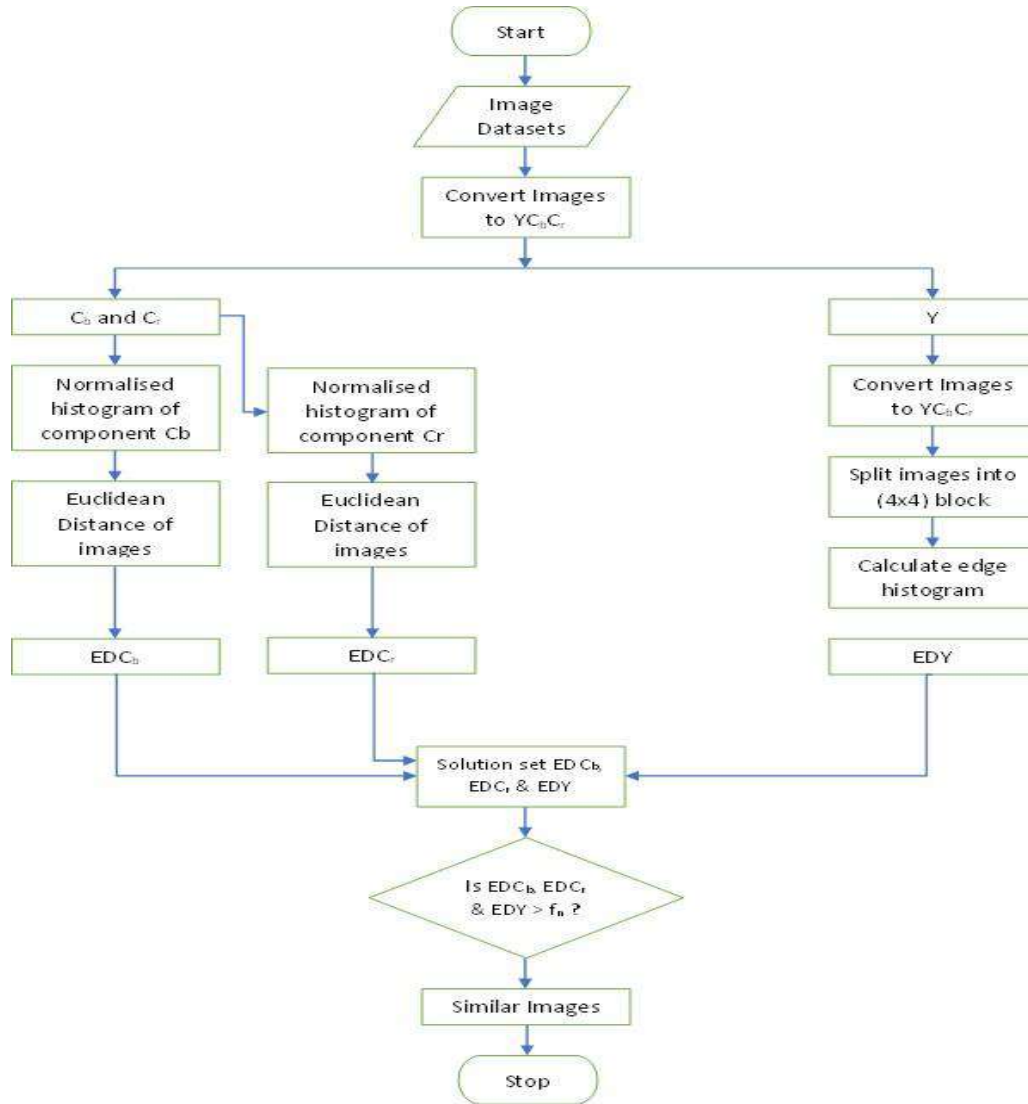 Start
Image
Datasets
Convert Images
to YCbCr
Cb and Cr
Y
Normalised
histogram of
component Cb
Normalised
histogram of
component Cr
Convert Images
to YCbCr
Euclidean
Distance of
images
Euclidean
Distance of
images
Split images into
(4x4) block
Calculate edge
histogram
EDCb
EDCr
EDY
Solution set EDCb,
EDCr & EDY
Is EDCb, EDCr
& EDY > fn ?
Similar Images
Stop